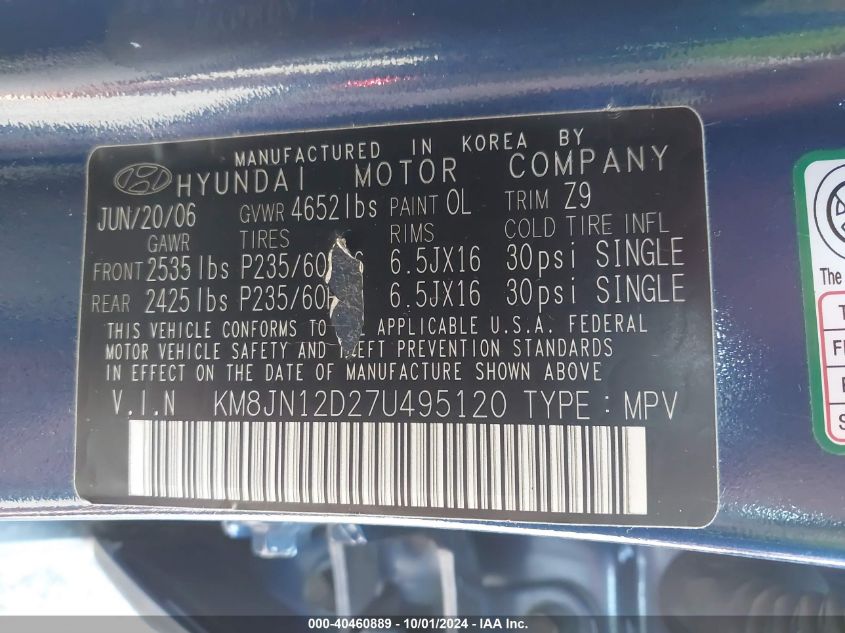 MANUFACTURED IN KOREA BY
HYUNDAI MOTOR COMPANY
JUN/20/06 GVWR 4652lbs PAINT OL TRIM Z9
GAWR TIRES RIMS COLD TIRE INFL
FRONT 2535 lbs P235/60 6.5JX16 30psi SINGLE
REAR 2425 lbs P235/60 6.5JX16 30psi SINGLE
THIS VEHICLE CONFORMS TO APPLICABLE U.S.A. FEDERAL
MOTOR VEHICLE SAFETY AND PREVENTION STANDARDS
IN EFFECT ON THE DATE OF MANUFACTURE SHOWN ABOVE.
V.I.N KM8JN12D27U495120 TYPE : MPV
The
000-40460889 - 10/01/2024 - IAA Inc.